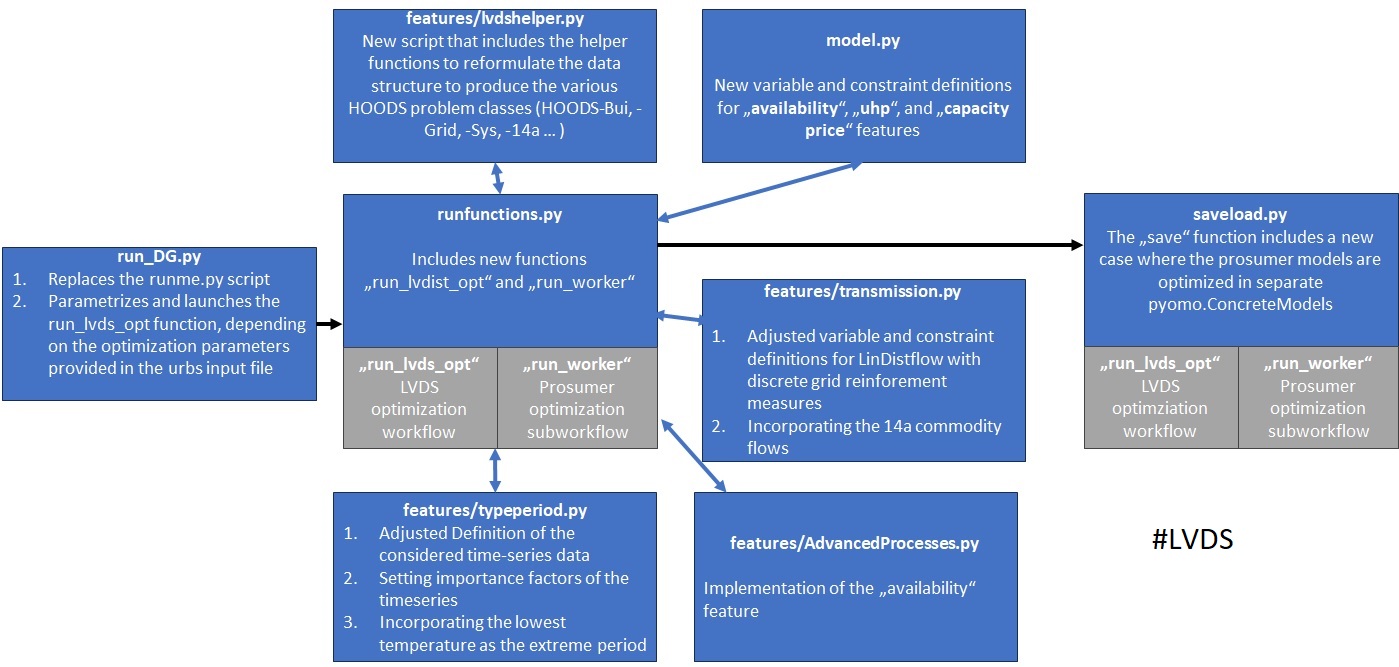 features/lvdshelper.py
New script that includes the helper
functions to reformulate the data
structure to produce the various
HOODS problem classes (HOODS-Bui, -
Grid, -Sys, -14a ... )
model.py
New variable and constraint definitions
for „availability“, „uhp“, and „capacity
price“ features
run_DG.py
1. Replaces the runme.py script
2. Parametrizes and launches the
run_lvds_opt function, depending
on the optimization parameters
provided in the urbs input file
runfunctions.py
Includes new functions
„run_lvdist_opt“ and „run_worker“
„run_lvds_opt“
LVDS
optimization
workflow
„run_worker“
Prosumer
optimization
subworkflow
features/transmission.py
1. Adjusted variable and constraint
definitions for LinDistflow with
discrete grid reinforement
measures
2. Incorporating the 14a commodity
flows
saveload.py
The „save“ function includes a new
case where the prosumer models are
optimized in separate
pyomo.ConcreteModels
„run_lvds_opt“
LVDS
optimziation
workflow
„run_worker“
Prosumer
optimization
subworkflow
features/typeperiod.py
1. Adjusted Definition of the
considered time-series data
2. Setting importance factors of the
timeseries
3. Incorporating the lowest
temperature as the extreme period
features/AdvancedProcesses.py
Implementation of the „availability“
feature
#LVDS